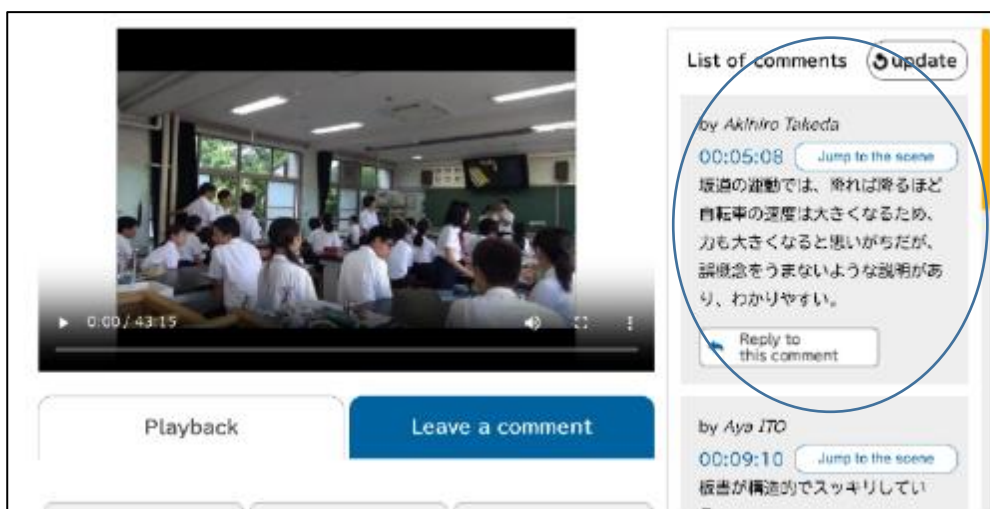 List of comments
update
by Akihiro Takeda
00:05:08
Jump to the scene
坂道の運動では、降れば降るほど
自転車の速度は大きくなるため、
力も大きくなると思いがちだが、
誤概念をうまないような説明があ
り、わかりやすい。
Reply to
this comment
by Aya ITO
00:09:10
Jump to the scene
板書が構造的でスッキリしてい
0:00 / 43:15
Playback
Leave a comment